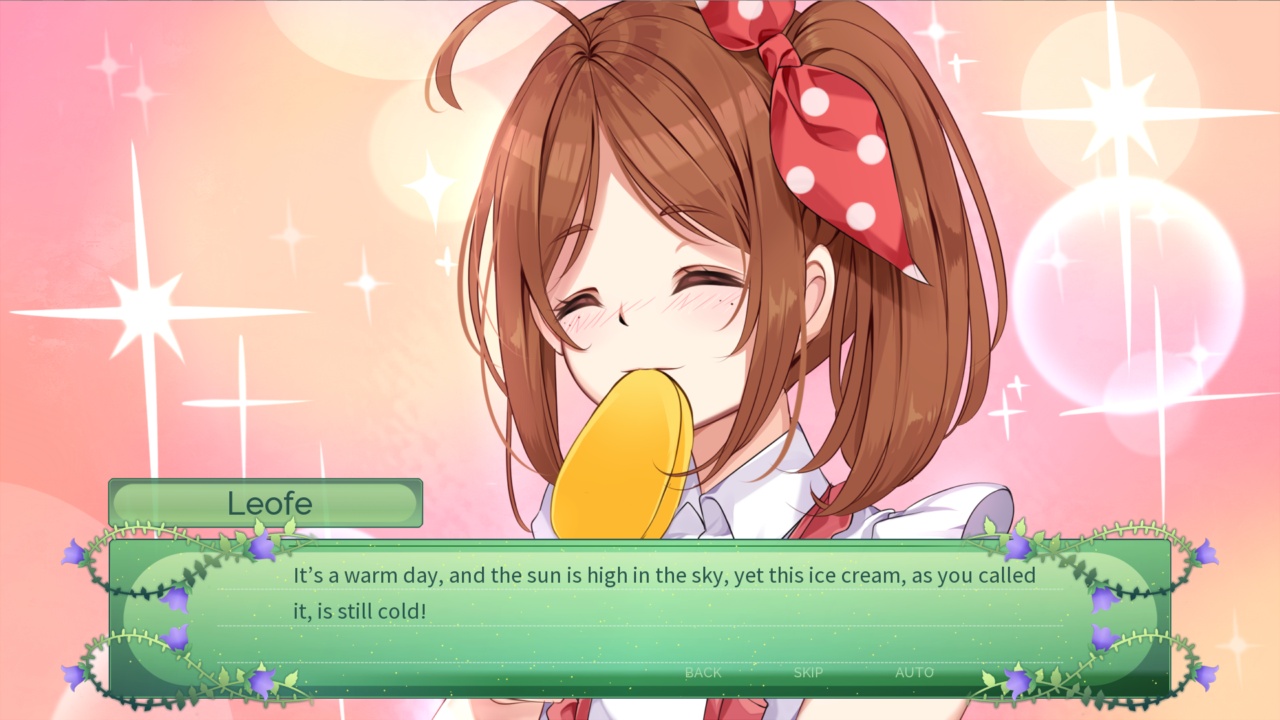 Leofe
It’s a warm day, and the sun is high in the sky, yet this ice cream, as you called
it, is still cold!
BACK SKIP AUTO